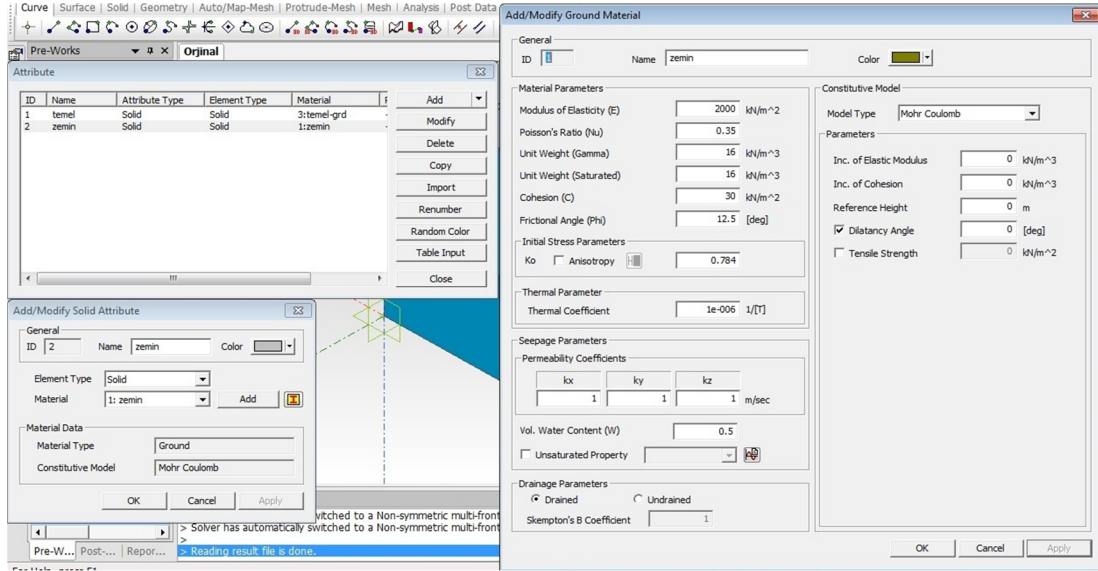 Curve | Surface | Solid | Geometry | Auto/Map-Mesh | Protrude-Mesh | Mesh | Analysis | Post Data
Pre-Works
Orjinal
Attribute
ID Name Attribute Type Element Type Material
1 temel Solid Solid 3:temel-grd
2 zemin Solid Solid 1:zemin
Add
Modify
Delete
Copy
Import
Renumber
Random Color
Table Input
Close
Add/Modify Solid Attribute
General
ID 2 Name zemin Color
Element Type Solid
Material 1: zemin Add
Material Data
Material Type Ground
Constitutive Model Mohr Coulomb
OK Cancel Apply
witched to a Non-symmetric multi-front
> Solver has automatically switched to a Non-symmetric multi-front
>
> Reading result file is done.
Pre-W... Post-... Repor...
Add/Modify Ground Material
General
ID 1 Name zemin Color
Material Parameters
Modulus of Elasticity (E) 2000 kN/m^2
Poisson's Ratio (Nu) 0.35
Unit Weight (Gamma) 16 kN/m^3
Unit Weight (Saturated) 16 kN/m^3
Cohesion (C) 30 kN/m^2
Frictional Angle (Phi) 12.5 [deg]
Initial Stress Parameters
Ko Anisotropy 0.784
Thermal Parameter
Thermal Coefficient 1e-006 1/[T]
Seepage Parameters
Permeability Coefficients
kx ky kz
1 1 1 m/sec
Vol. Water Content (W) 0.5
Unsaturated Property
Drainage Parameters
Drained Undrained
Skempton's B Coefficient 1
Constitutive Model
Model Type Mohr Coulomb
Parameters
Inc. of Elastic Modulus 0 kN/m^3
Inc. of Cohesion 0 kN/m^3
Reference Height 0 m
Dilatancy Angle 0 [deg]
Tensile Strength 0 kN/m^2
OK Cancel Apply